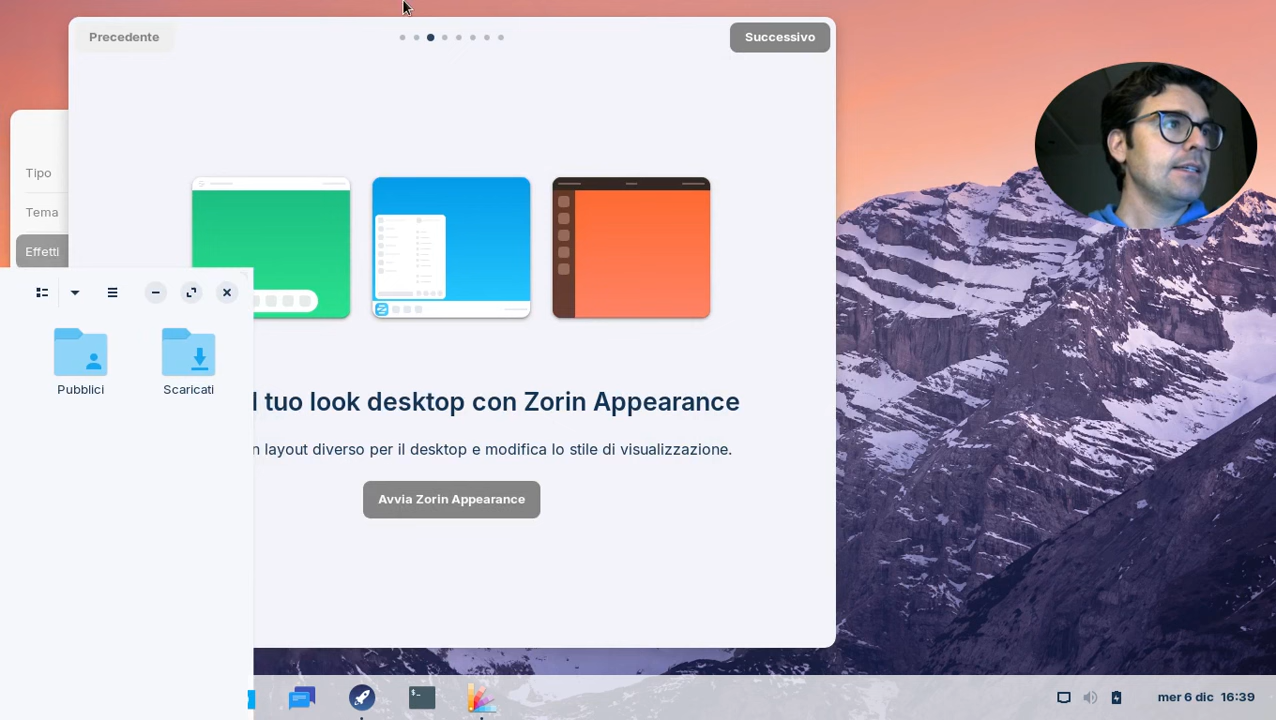 Precedente
Successivo
Tipo
Tema
Effetti
Pubblici
Scaricati
l tuo look desktop con Zorin Appearance
n layout diverso per il desktop e modifica lo stile di visualizzazione.
Avvia Zorin Appearance
$_
mer 6 dic 16:39